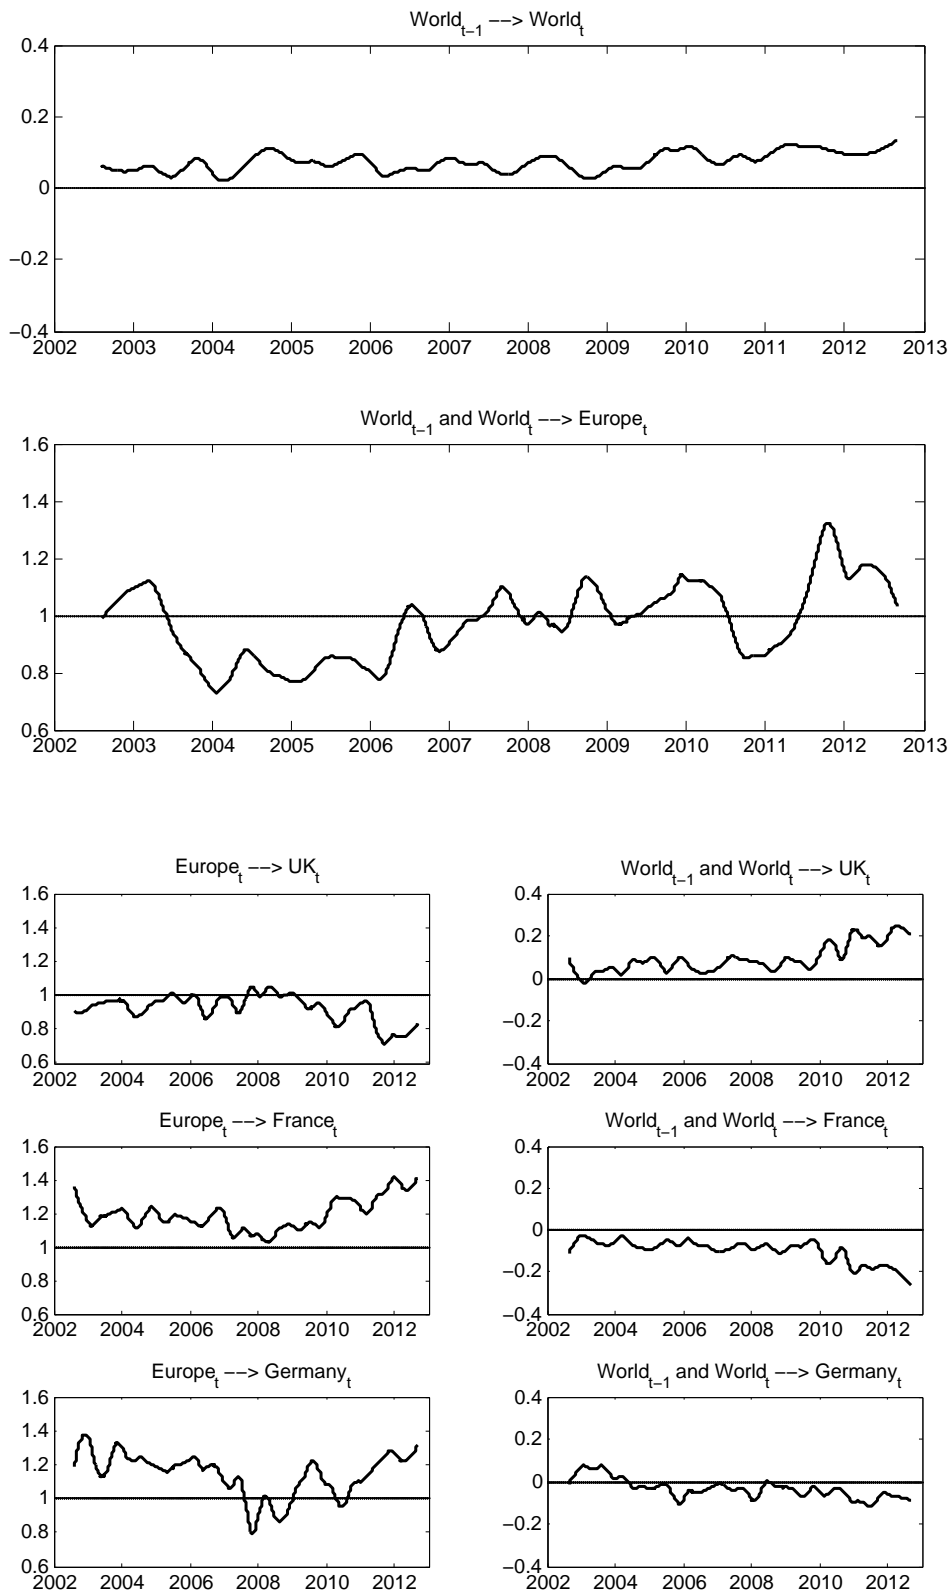 World_{t−1} −−> World_t
0.4
0.2
0
−0.2
−0.4
2002 2003 2004 2005 2006 2007 2008 2009 2010 2011 2012 2013
World_{t−1} and World_t −−> Europe_t
1.6
1.4
1.2
1
0.8
0.6
2002 2003 2004 2005 2006 2007 2008 2009 2010 2011 2012 2013
Europe_t −−> UK_t
1.6
1.4
1.2
1
0.8
0.6
2002 2004 2006 2008 2010 2012
World_{t−1} and World_t −−> UK_t
0.4
0.2
0
−0.2
−0.4
2002 2004 2006 2008 2010 2012
Europe_t −−> France_t
1.6
1.4
1.2
1
0.8
0.6
2002 2004 2006 2008 2010 2012
World_{t−1} and World_t −−> France_t
0.4
0.2
0
−0.2
−0.4
2002 2004 2006 2008 2010 2012
Europe_t −−> Germany_t
1.6
1.4
1.2
1
0.8
0.6
2002 2004 2006 2008 2010 2012
World_{t−1} and World_t −−> Germany_t
0.4
0.2
0
−0.2
−0.4
2002 2004 2006 2008 2010 2012